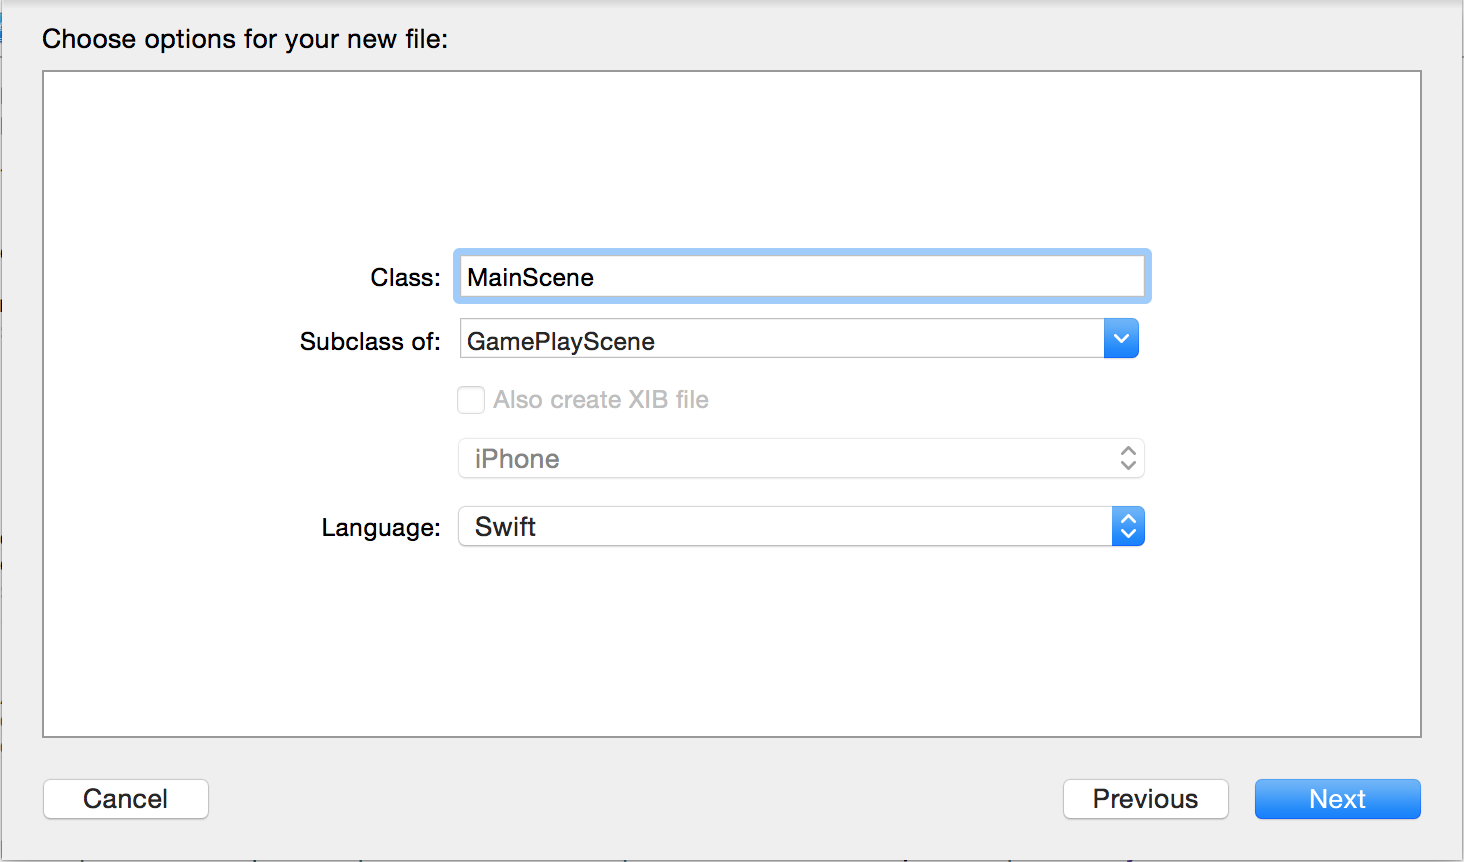 Choose options for your new file:
Class: MainScene
Subclass of: GamePlayScene
Also create XIB file
iPhone
Language: Swift
Cancel Previous Next